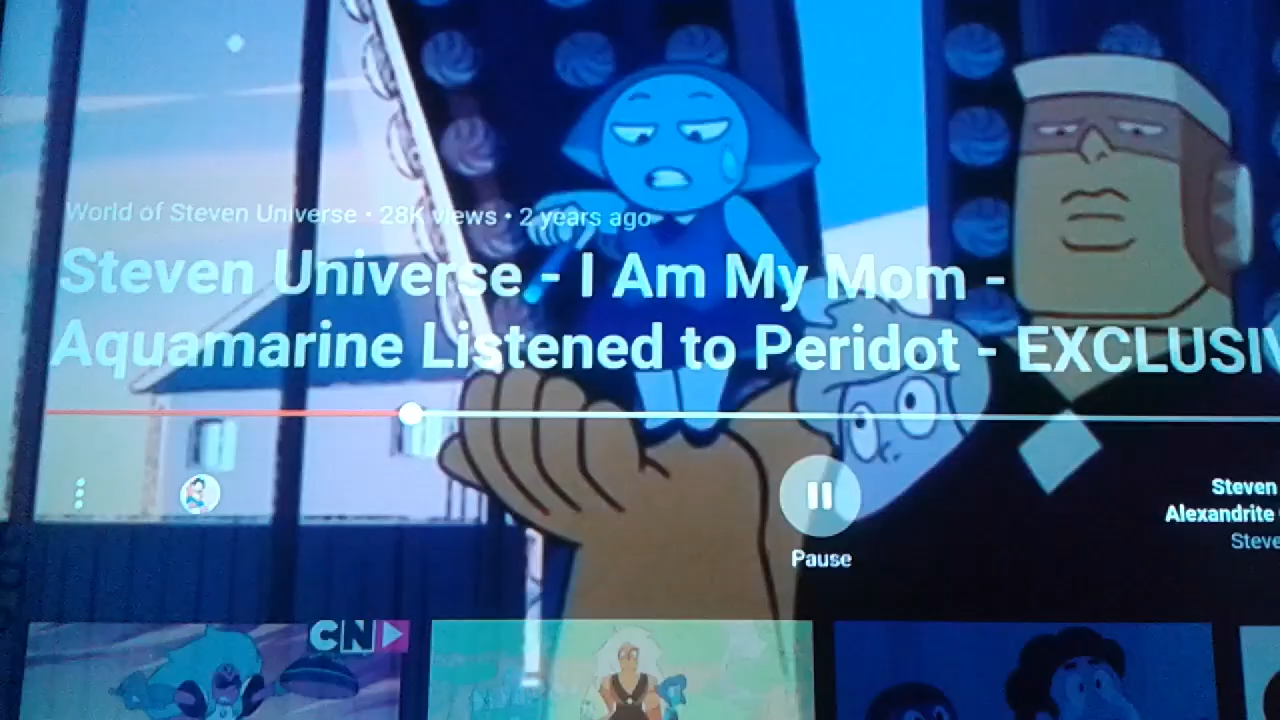 World of Steven Universe • 28K views • 2 years ago
Steven Universe - I Am My Mom -
Aquamarine Listened to Peridot - EXCLUSIV
Pause
Steven
Alexandrite
Steve
CN